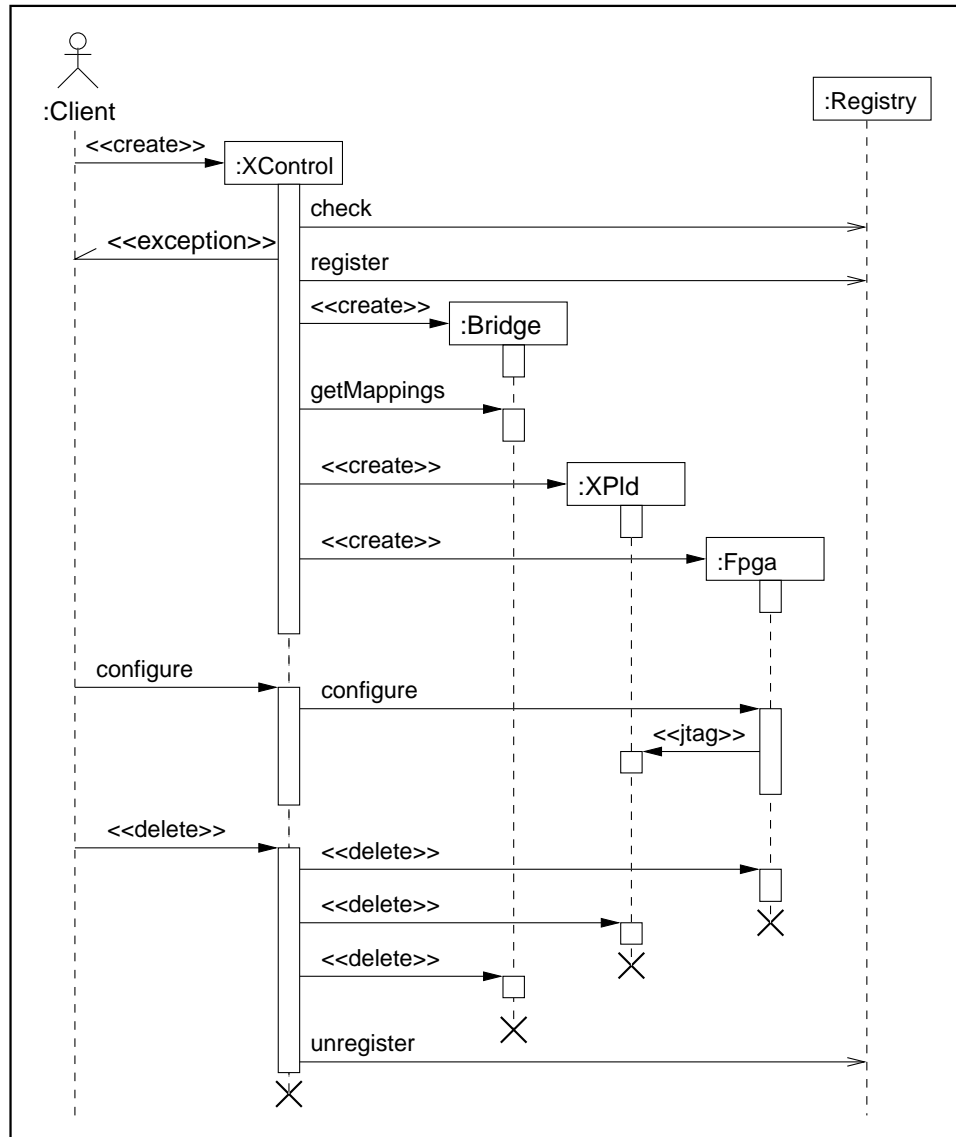 :Client
:Registry
<<create>>
:XControl
check
<<exception>>
register
<<create>>
:Bridge
getMappings
<<create>>
:XPld
<<create>>
:Fpga
configure
configure
<<jtag>>
<<delete>>
<<delete>>
<<delete>>
<<delete>>
unregister